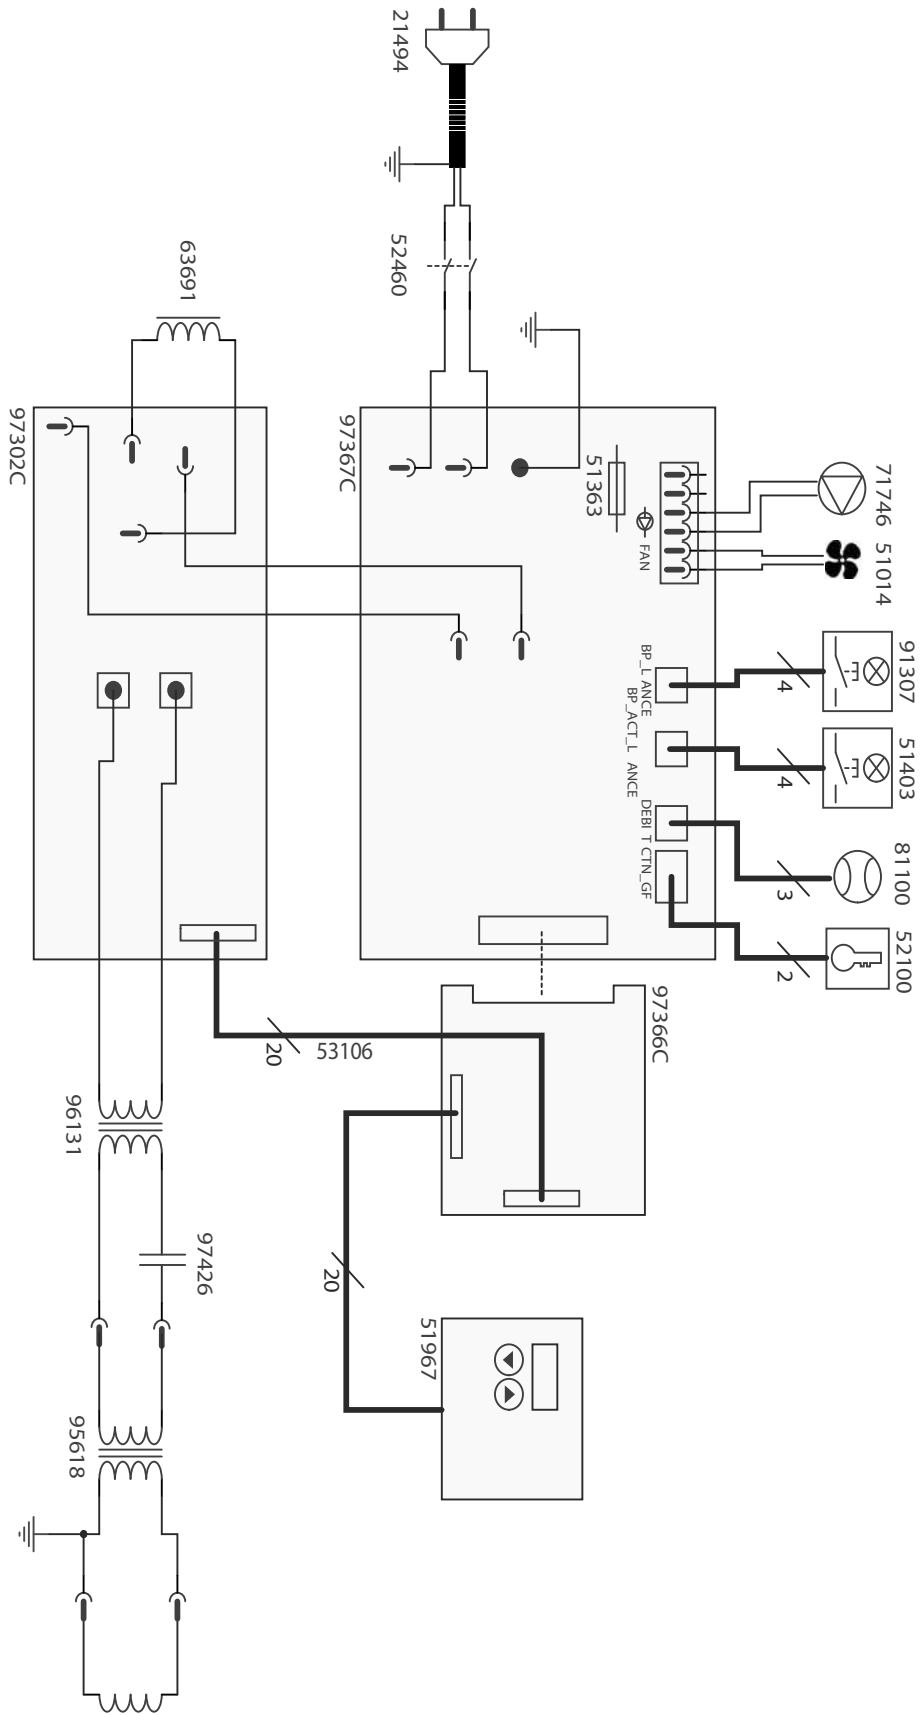 21494
52460
63691
97302C
97367C
51363
FAN
71746
51014
91307
4
51403
4
81100
3
52100
2
BP_L ANCE
BP_ACT_L ANCE
DEBI T
CTN_GF
97366C
20
53106
20
51967
96131
97426
95618